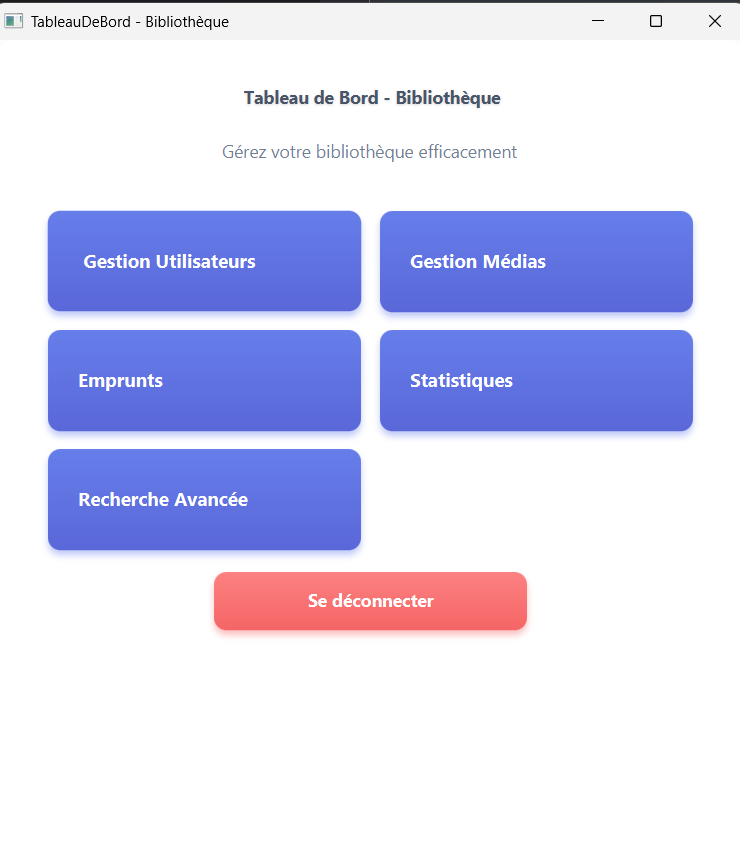 TableauDeBord - Bibliothèque
Tableau de Bord - Bibliothèque
Gérez votre bibliothèque efficacement
Gestion Utilisateurs
Gestion Médias
Emprunts
Statistiques
Recherche Avancée
Se déconnecter